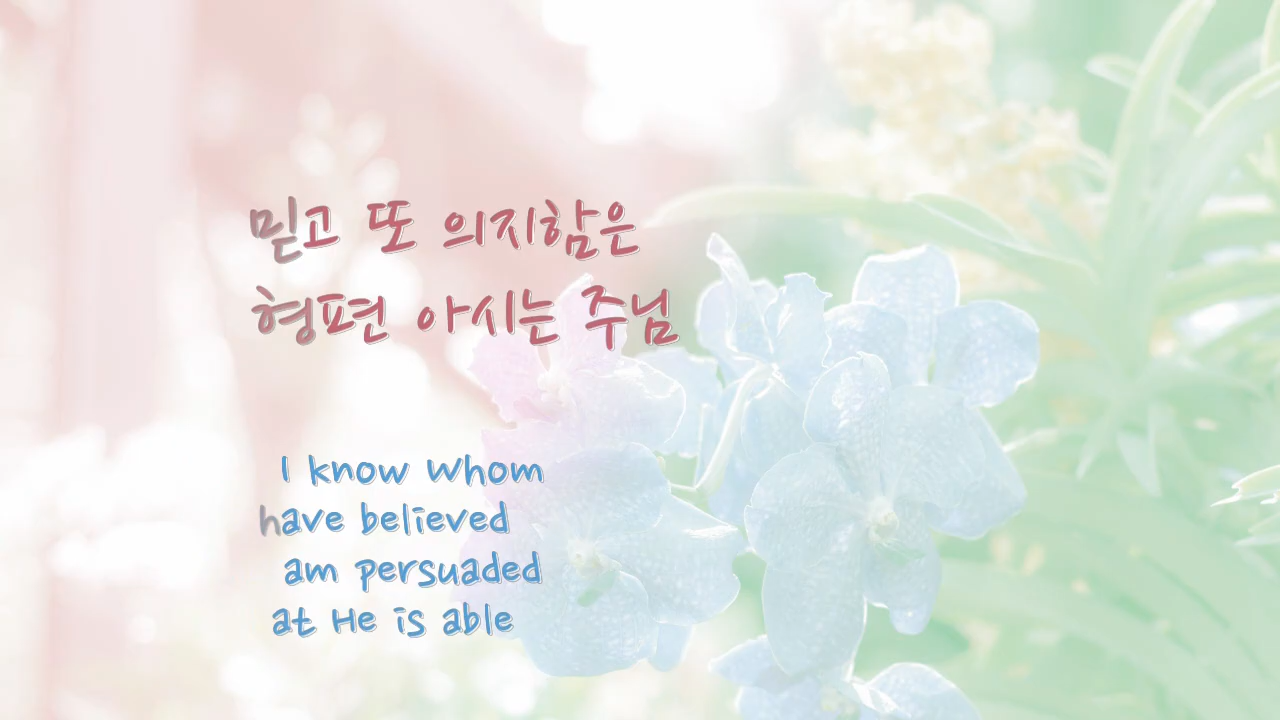 믿고 또 의지함은
형편 아시는 주님
I know Whom
have believed
am persuaded
at He is able